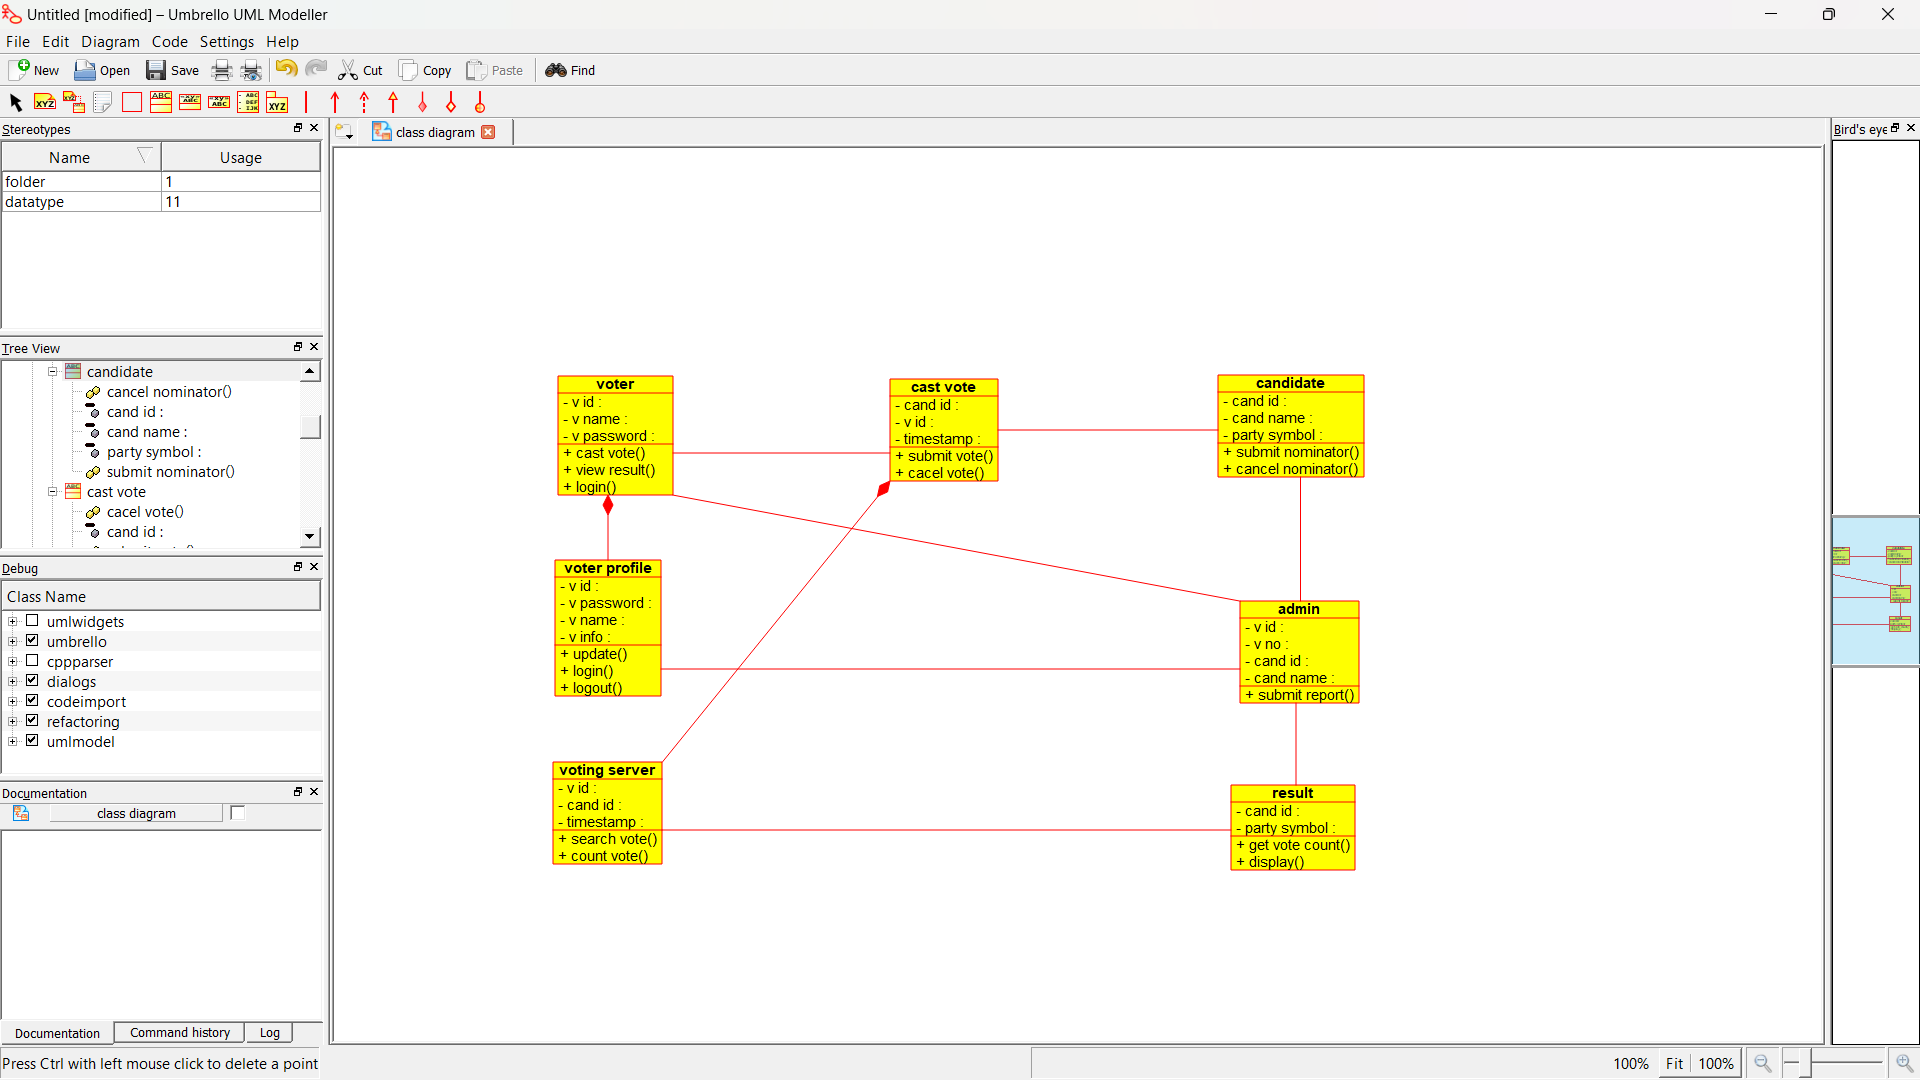 Untitled [modified] – Umbrello UML Modeller
File Edit Diagram Code Settings Help
New Open Save Cut Copy Paste Find
Stereotypes
Name Usage
folder 1
datatype 11
Tree View
candidate
cancel nominator()
cand id :
cand name :
party symbol :
submit nominator()
cast vote
cacel vote()
cand id :
Debug
Class Name
umlwidgets
umbrello
cppparser
dialogs
codeimport
refactoring
umlmodel
Documentation
class diagram
Documentation Command history Log
Press Ctrl with left mouse click to delete a point
class diagram
voter
- v id :
- v name :
- v password :
+ cast vote()
+ view result()
+ login()
cast vote
- cand id :
- v id :
- timestamp :
+ submit vote()
+ cacel vote()
candidate
- cand id :
- cand name :
- party symbol :
+ submit nominator()
+ cancel nominator()
voter profile
- v id :
- v password :
- v name :
- v info :
+ update()
+ login()
+ logout()
admin
- v id :
- v no :
- cand id :
- cand name :
+ submit report()
voting server
- v id :
- cand id :
- timestamp :
+ search vote()
+ count vote()
result
- cand id :
- party symbol :
+ get vote count()
+ display()
Bird's eye
100% Fit 100%